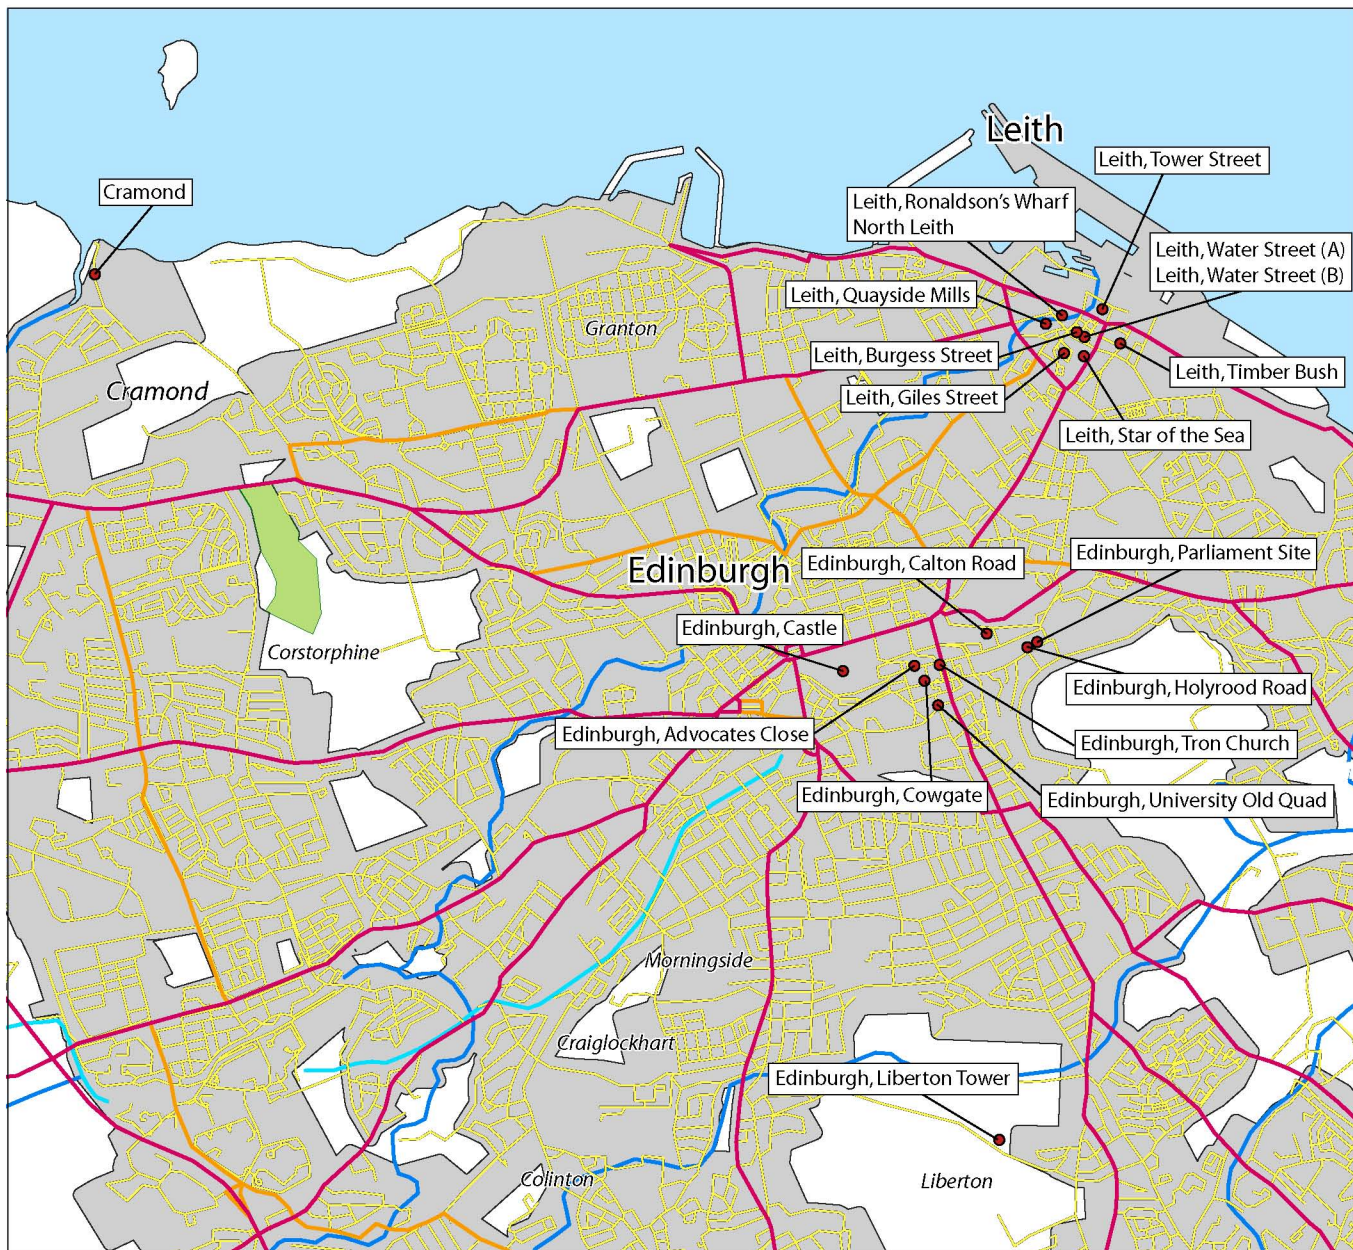 Leith
Leith, Tower Street
Cramond
Leith, Ronaldson's Wharf
North Leith
Leith, Water Street (A)
Leith, Water Street (B)
Leith, Quayside Mills
Granton
Leith, Burgess Street
Leith, Timber Bush
Cramond
Leith, Giles Street
Leith, Star of the Sea
Edinburgh, Parliament Site
Edinburgh
Edinburgh, Calton Road
Edinburgh, Castle
Corstorphine
Edinburgh, Holyrood Road
Edinburgh, Advocates Close
Edinburgh, Tron Church
Edinburgh, Cowgate
Edinburgh, University Old Quad
Morningside
Craiglockhart
Edinburgh, Liberton Tower
Colinton
Liberton